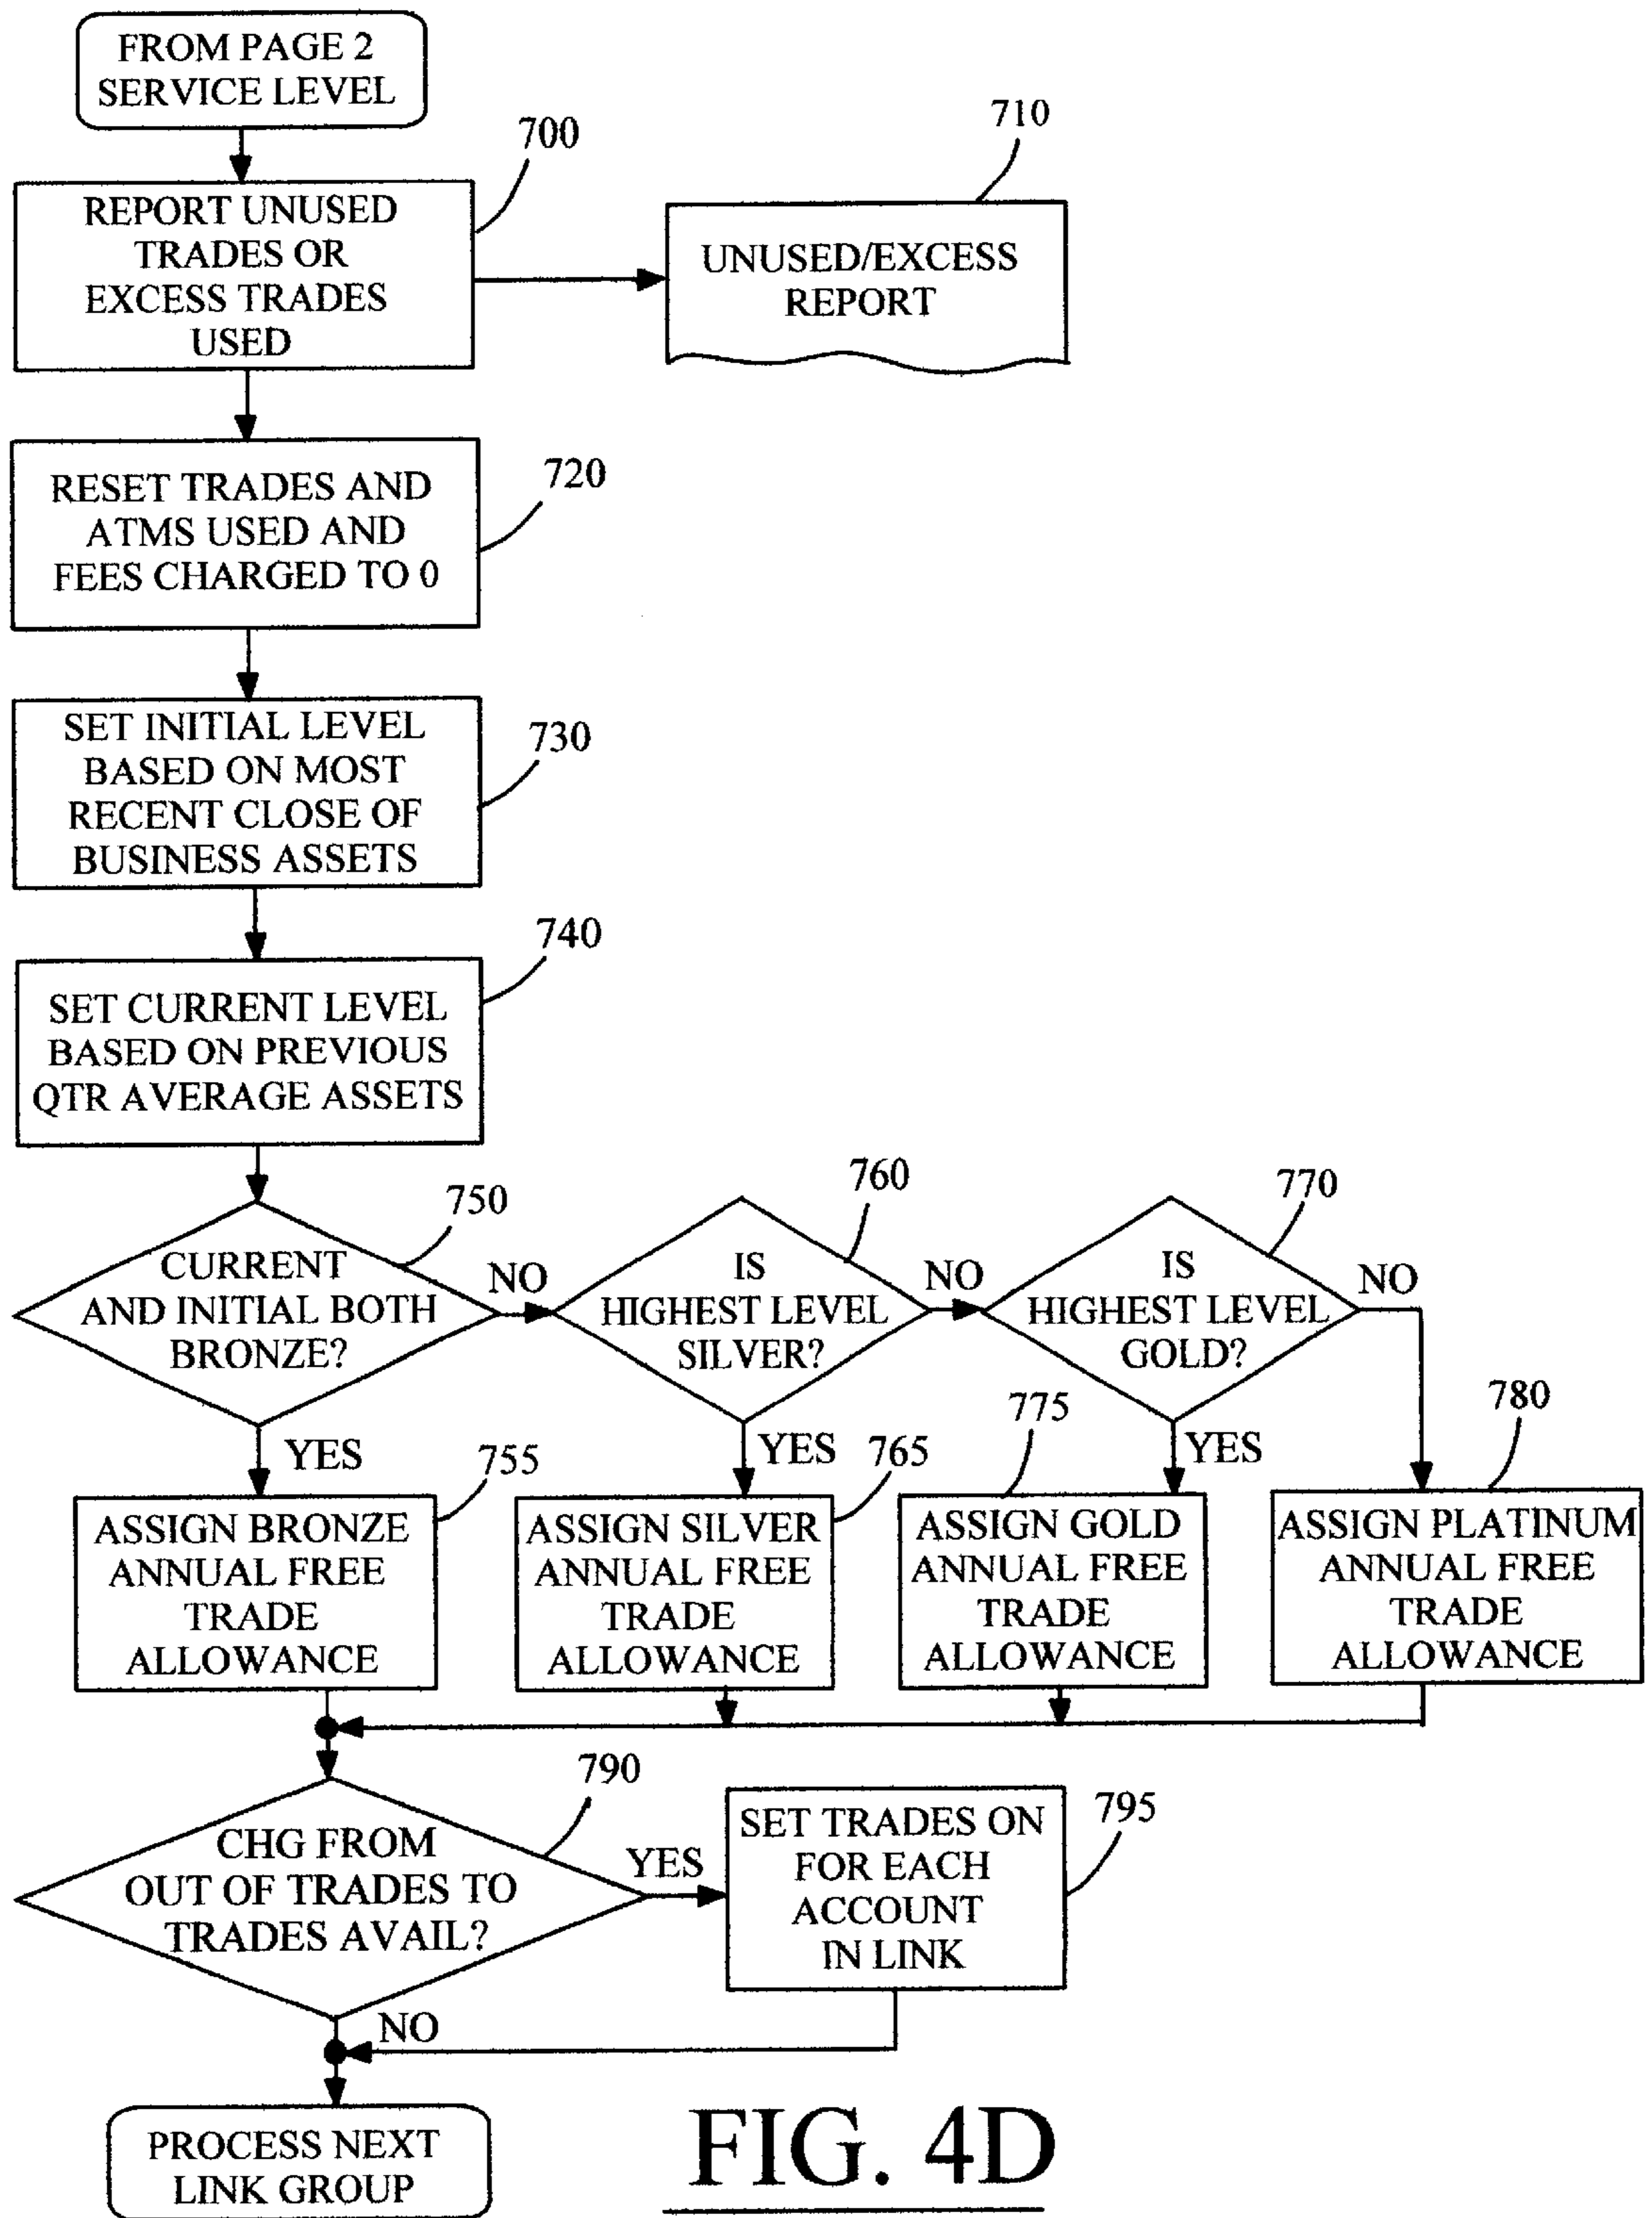 FROM PAGE 2
SERVICE LEVEL
700
710
REPORT UNUSED
TRADES OR
EXCESS TRADES
USED
UNUSED/EXCESS
REPORT
720
RESET TRADES AND
ATMS USED AND
FEES CHARGED TO 0
730
SET INITIAL LEVEL
BASED ON MOST
RECENT CLOSE OF
BUSINESS ASSETS
740
SET CURRENT LEVEL
BASED ON PREVIOUS
QTR AVERAGE ASSETS
750
CURRENT
AND INITIAL BOTH
BRONZE?
NO
760
IS
HIGHEST LEVEL
SILVER?
NO
770
IS
HIGHEST LEVEL
GOLD?
NO
YES
755
YES
765
775
YES
780
ASSIGN BRONZE
ANNUAL FREE
TRADE
ALLOWANCE
ASSIGN SILVER
ANNUAL FREE
TRADE
ALLOWANCE
ASSIGN GOLD
ANNUAL FREE
TRADE
ALLOWANCE
ASSIGN PLATINUM
ANNUAL FREE
TRADE
ALLOWANCE
790
CHG FROM
OUT OF TRADES TO
TRADES AVAIL?
YES
795
SET TRADES ON
FOR EACH
ACCOUNT
IN LINK
NO
PROCESS NEXT
LINK GROUP
FIG. 4D